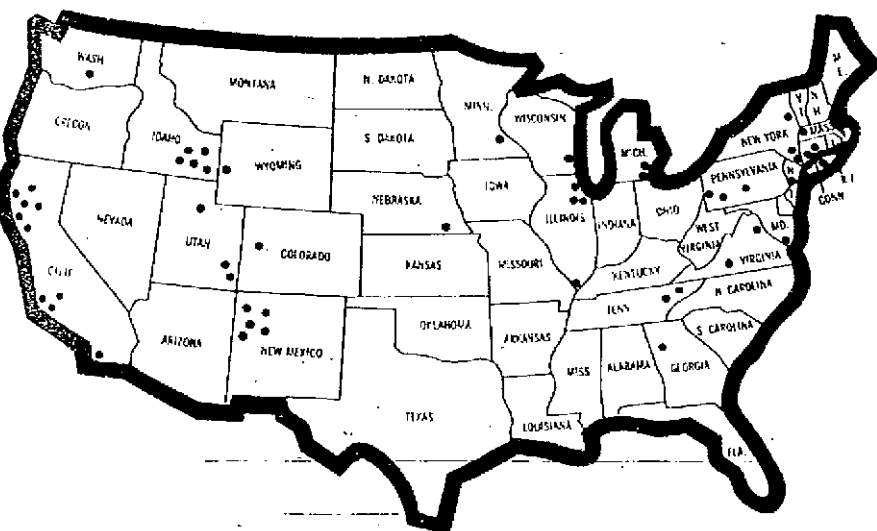 WASH
MONTANA
N. DAKOTA
MINN.
M
E.
OREGON
IDAHO
WISCONSIN
V
T
N
H
S. DAKOTA
WYOMING
MICH.
NEW YORK
MASS
NEBRASKA
IOWA
PENNSYLVANIA
N
J
R I
CONN
NEVADA
UTAH
COLORADO
ILLINOIS
INDIANA
OHIO
WEST
VIRGINIA
MD.
CALIF
KANSAS
MISSOURI
KENTUCKY
VIRGINIA
ARIZONA
NEW MEXICO
OKLAHOMA
ARKANSAS
TENN
N. CAROLINA
S. CAROLINA
TEXAS
LOUISIANA
MISS
ALABAMA
GEORGIA
FLA.